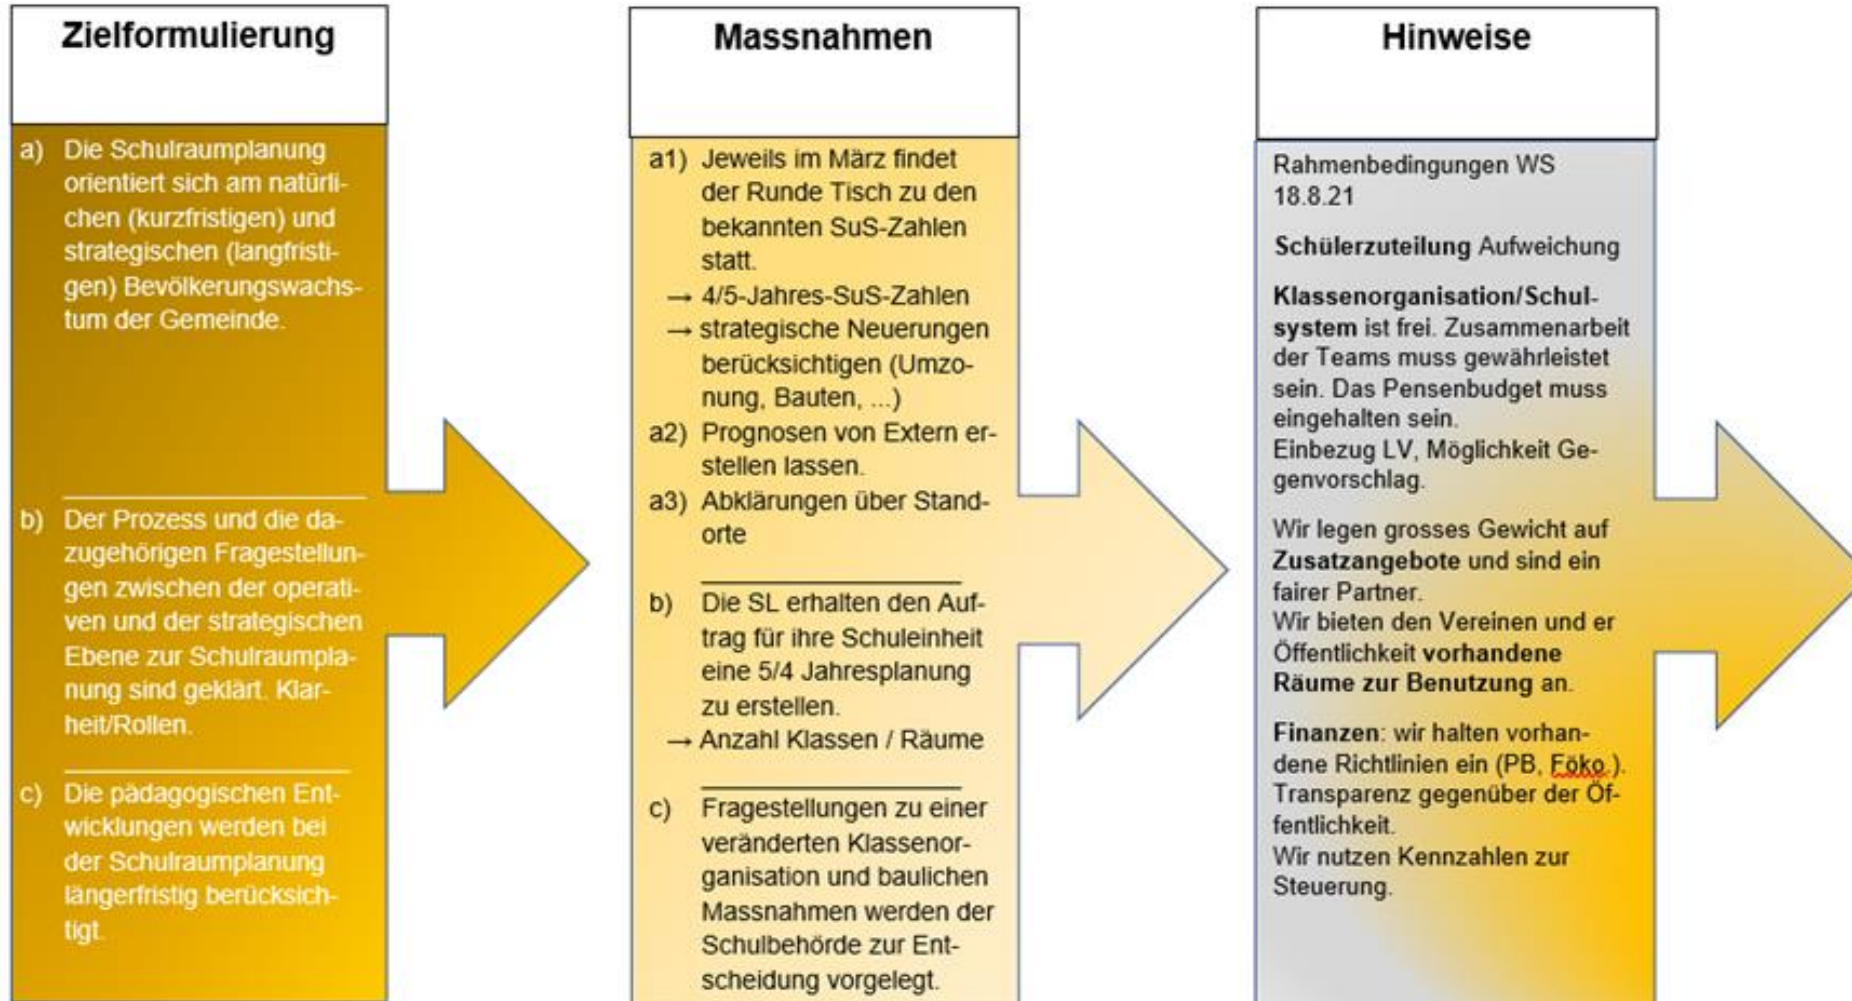 Zielformulierung
a) Die Schulraumplanung
orientiert sich am natürli-
chen (kurzfristigen) und
strategischen (langfristi-
gen) Bevölkerungswachs-
tum der Gemeinde.
b) Der Prozess und die da-
zugehörigen Fragestellun-
gen zwischen der operati-
ven und der strategischen
Ebene zur Schulraumpla-
nung sind geklärt. Klar-
heit/Rollen.
c) Die pädagogischen Ent-
wicklungen werden bei
der Schulraumplanung
längerfristig berücksich-
tigt.
Massnahmen
a1) Jeweils im März findet
der Runde Tisch zu den
bekannten SuS-Zahlen
statt.
→ 4/5-Jahres-SuS-Zahlen
→ strategische Neuerungen
berücksichtigen (Umzo-
nung, Bauten, ...)
a2) Prognosen von Extern er-
stellen lassen.
a3) Abklärungen über Stand-
orte
b) Die SL erhalten den Auf-
trag für ihre Schuleinheit
eine 5/4 Jahresplanung
zu erstellen.
→ Anzahl Klassen / Räume
c) Fragestellungen zu einer
veränderten Klassenor-
ganisation und baulichen
Massnahmen werden der
Schulbehörde zur Ent-
scheidung vorgelegt.
Hinweise
Rahmenbedingungen WS
18.8.21
Schülerzuteilung Aufweichung
Klassenorganisation/Schul-
system ist frei. Zusammenarbeit
der Teams muss gewährleistet
sein. Das Pensenbudget muss
eingehalten sein.
Einbezug LV, Möglichkeit Ge-
genvorschlag.
Wir legen grosses Gewicht auf
Zusatzangebote und sind ein
fairer Partner.
Wir bieten den Vereinen und er
Öffentlichkeit vorhandene
Räume zur Benutzung an.
Finanzen: wir halten vorhan-
dene Richtlinien ein (PB, Föko.).
Transparenz gegenüber der Öf-
fentlichkeit.
Wir nutzen Kennzahlen zur
Steuerung.